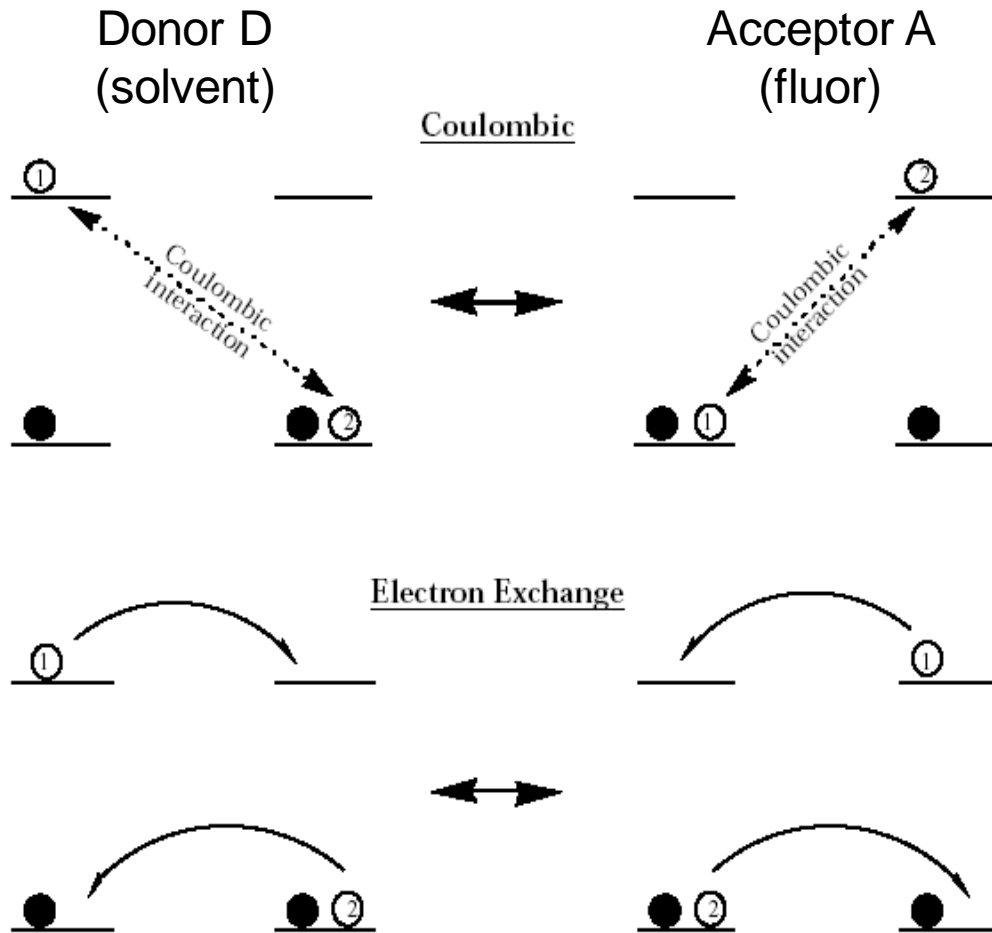 Donor D
(solvent)
Acceptor A
(fluor)
Coulombic
1
2
Coulombic
interaction
Coulombic
interaction
2
1
Electron Exchange
1
1
2
2